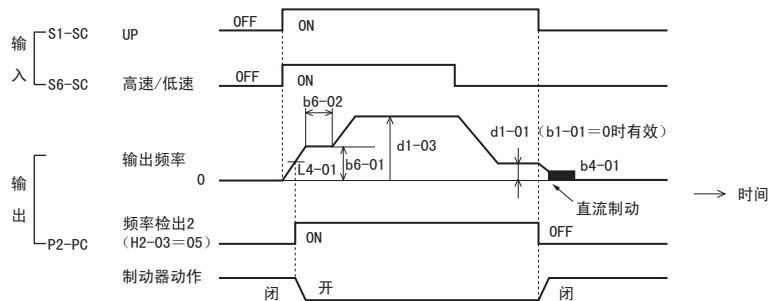 输入
S1-SC UP OFF ON
S6-SC 高速/低速 OFF ON
b6-02
d1-01（b1-01＝0时有效）
输出频率 L4-01 b6-01 d1-03 b4-01
0
输出
→ 时间
直流制动
频率检出2
P2-PC （H2-03＝05） ON OFF
制动器动作
闭 开 闭